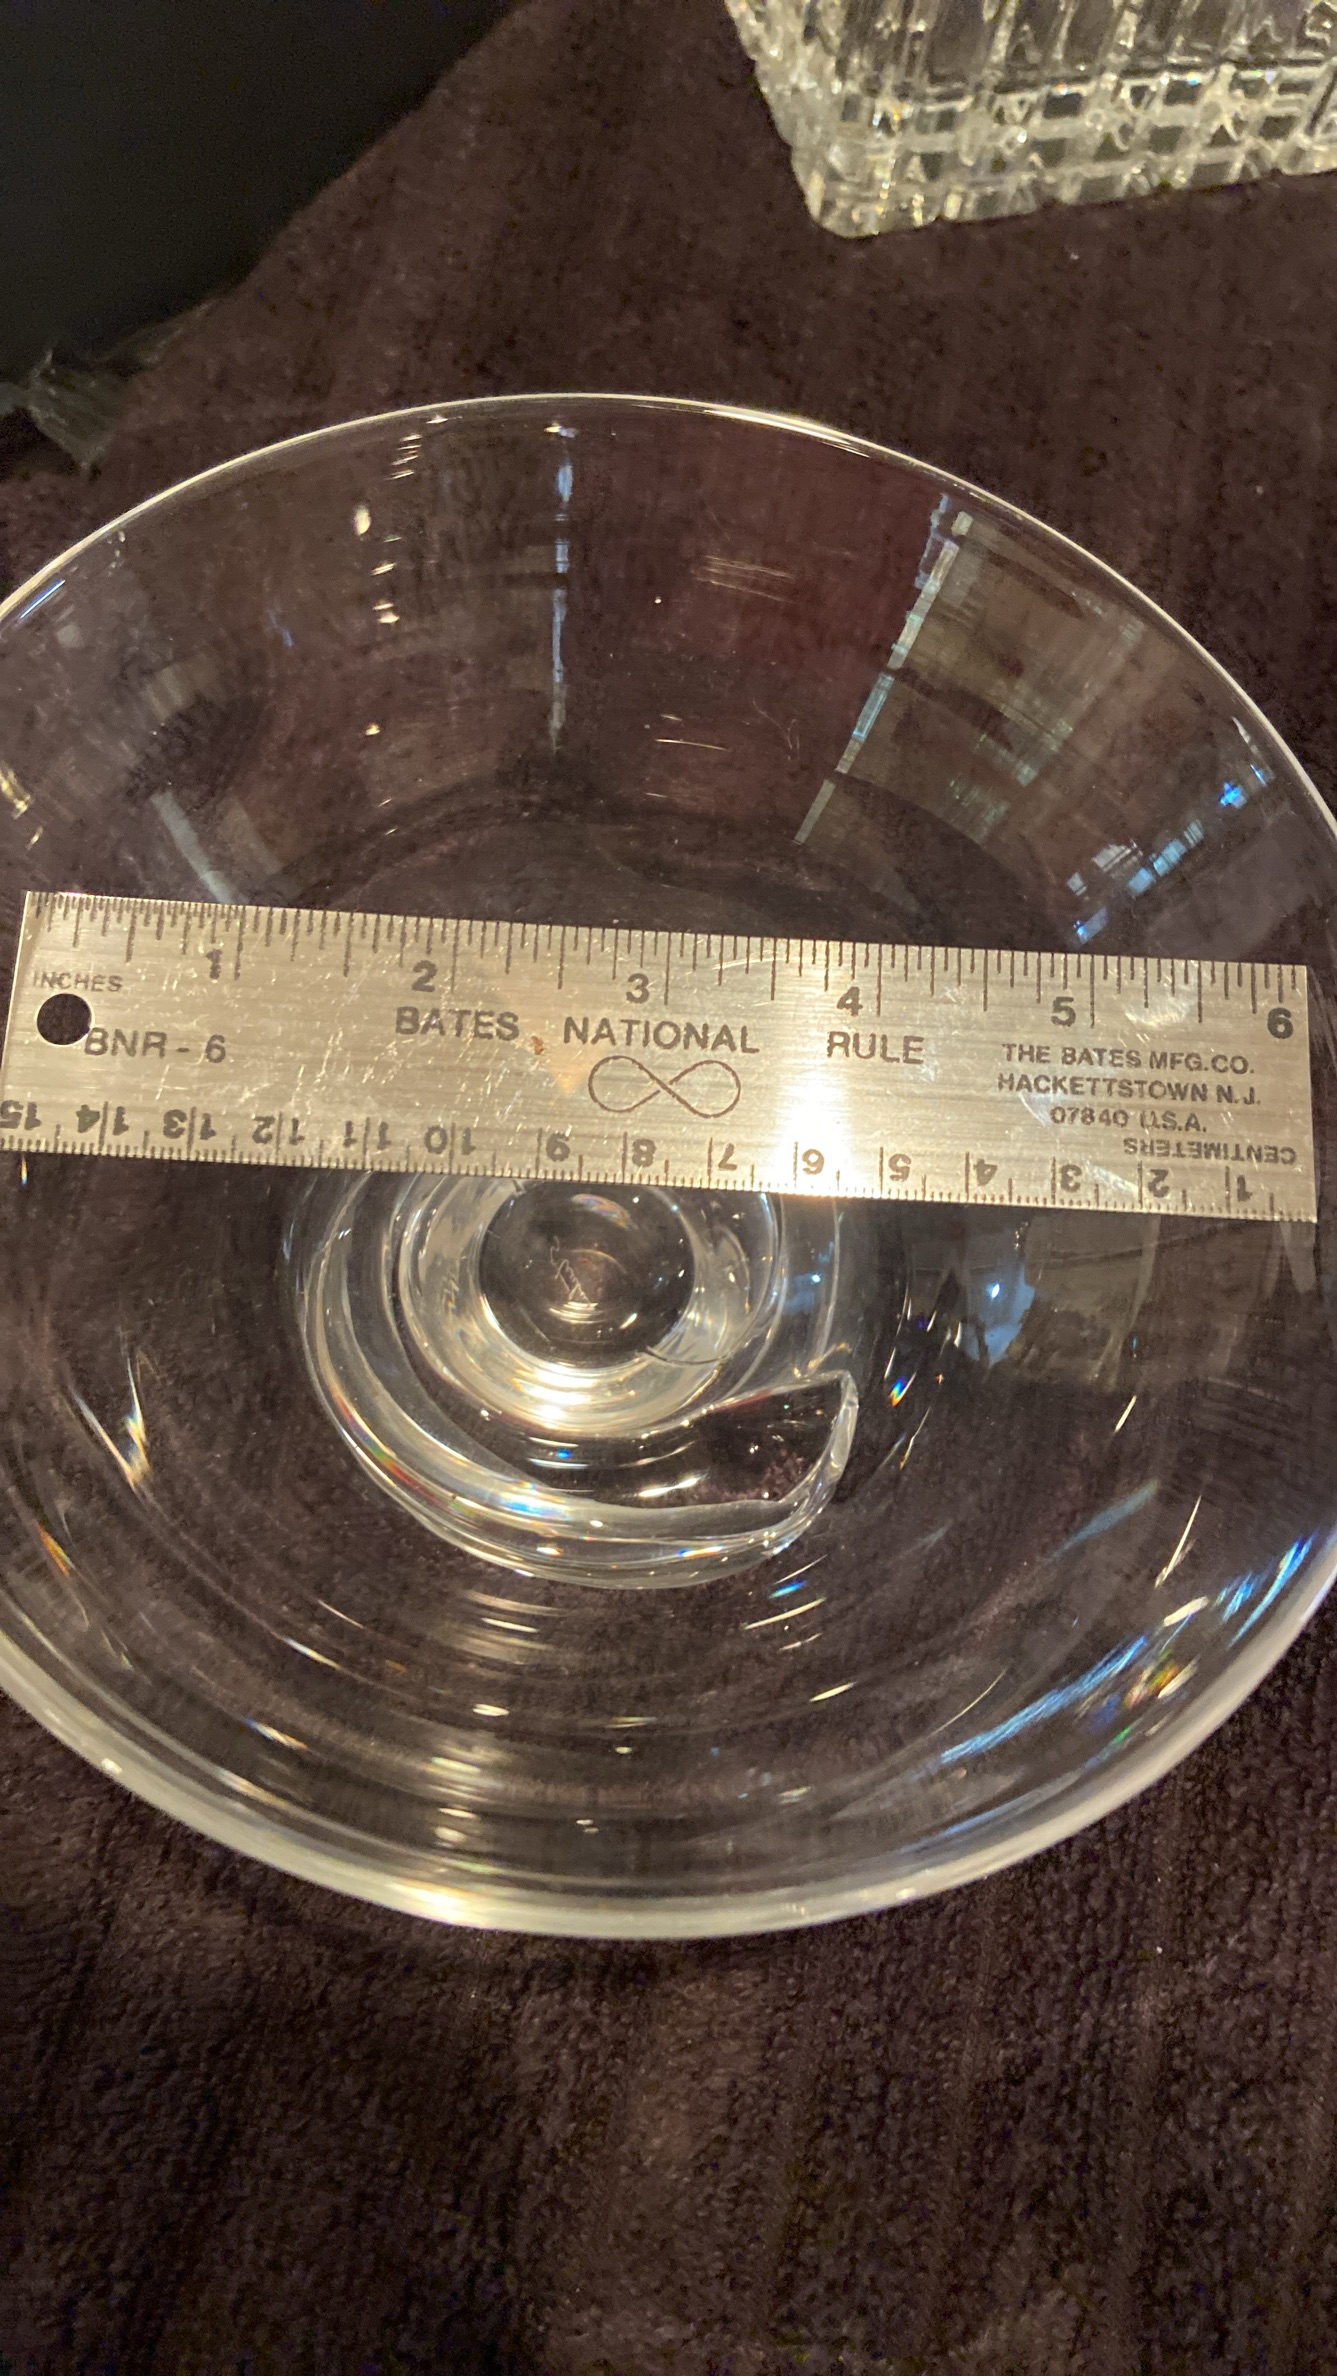 1 2 3 4 5 6
INCHES
BNR-6
BATES NATIONAL RULE
THE BATES MFG.CO.
HACKETTSTOWN N.J.
07840 U.S.A.
CENTIMETERS
1 2 3 4 5 6 7 8 9 10 11 12 13 14 15